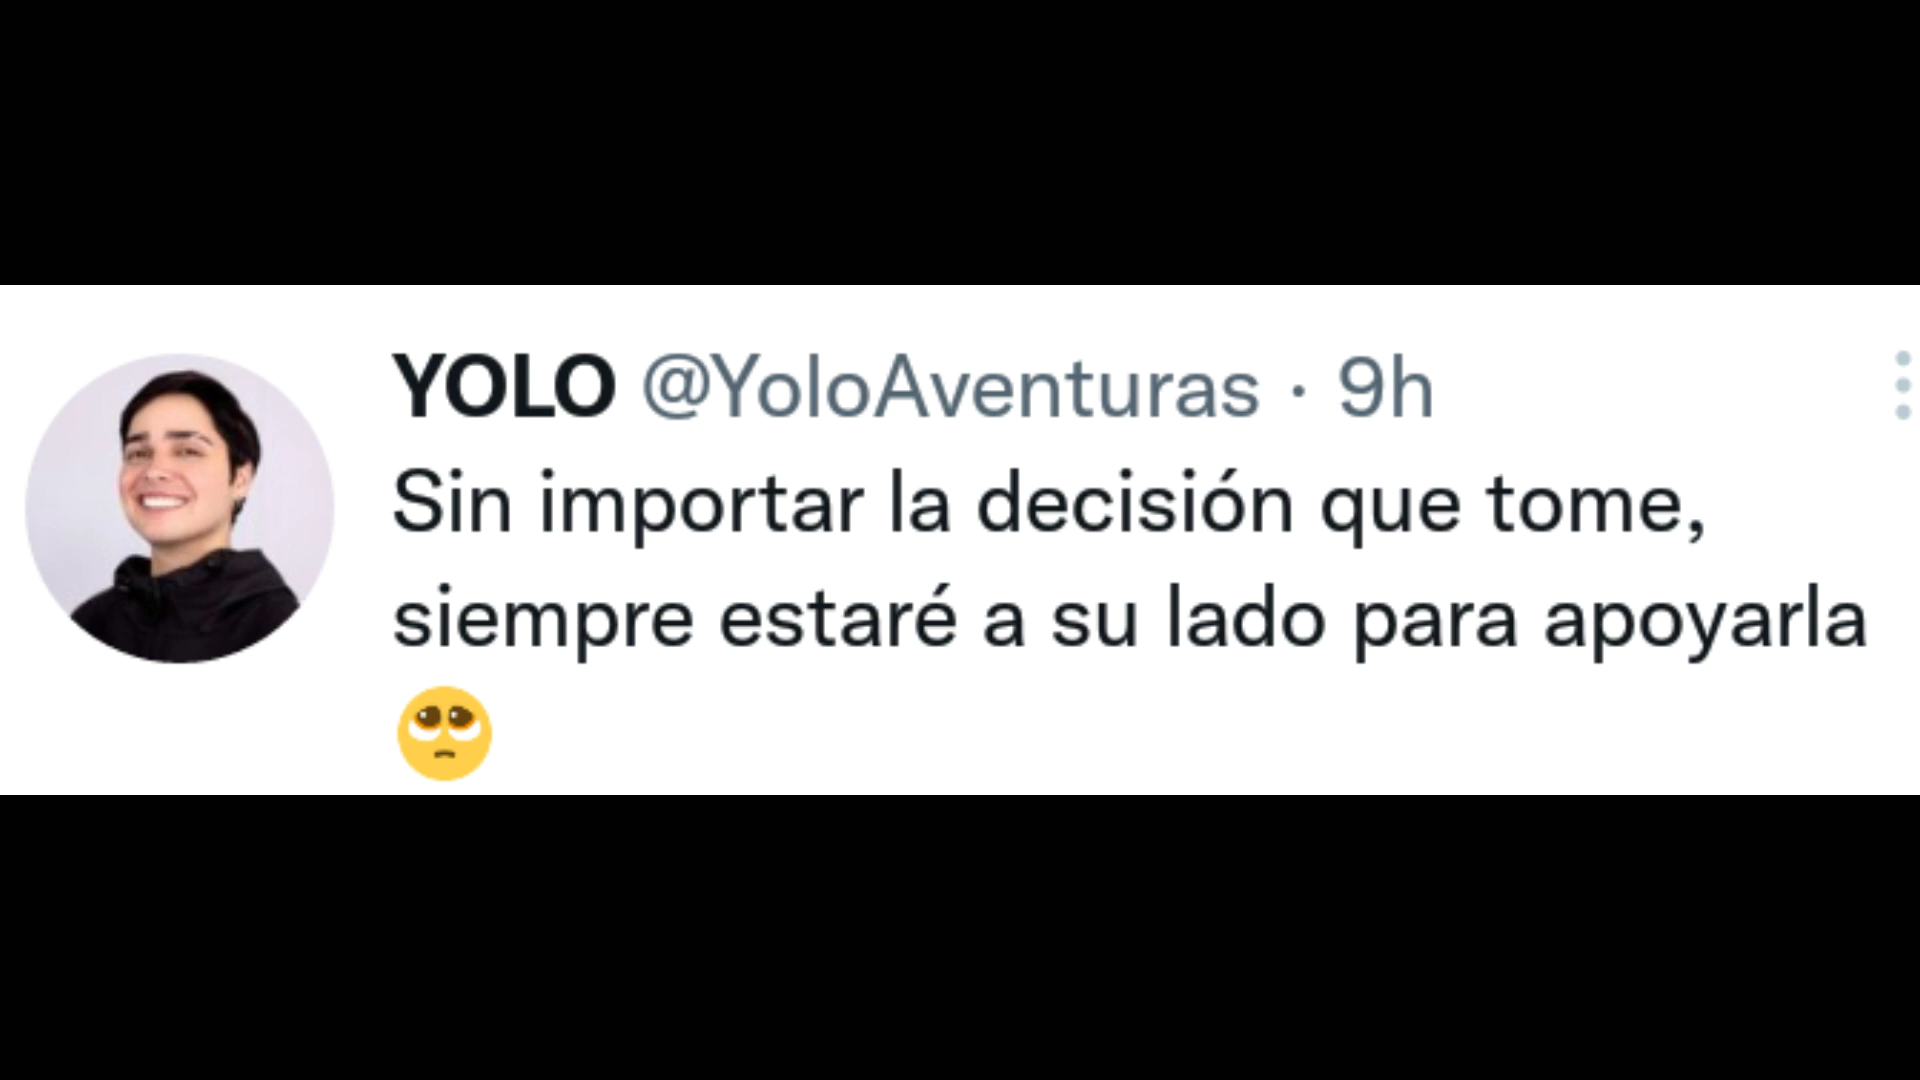 YOLO @YoloAventuras · 9h
Sin importar la decisión que tome,
siempre estaré a su lado para apoyarla
🥺